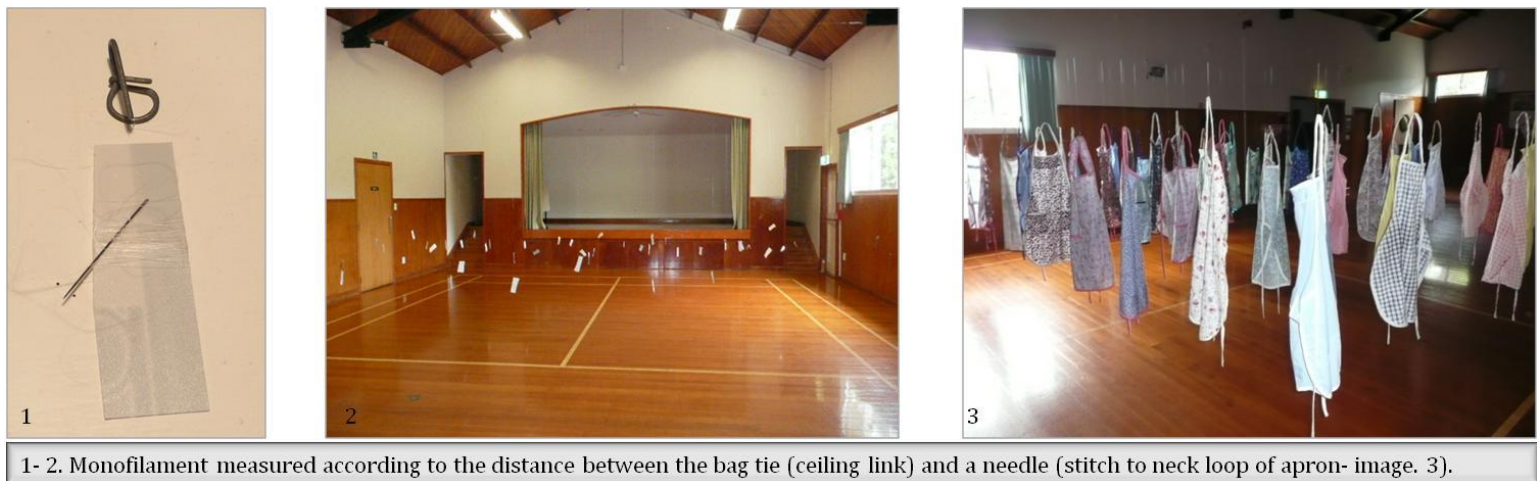 1
2
3
1- 2. Monofilament measured according to the distance between the bag tie (ceiling link) and a needle (stitch to neck loop of apron- image. 3).